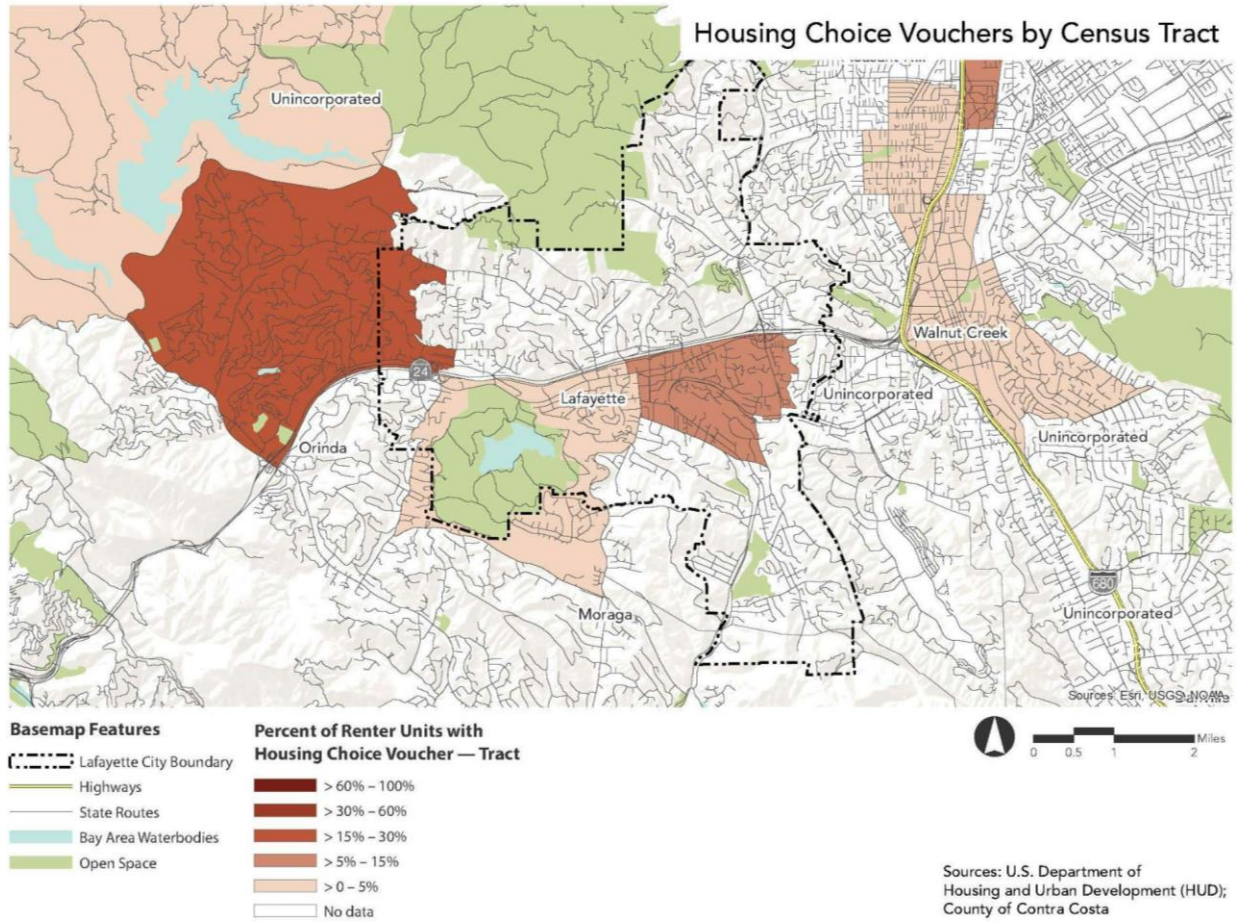 Housing Choice Vouchers by Census Tract
Unincorporated
Walnut Creek
24
Lafayette
Unincorporated
Orinda
Unincorporated
680
Moraga
Unincorporated
Sources: Esri, USGS, NOAA
Basemap Features
Lafayette City Boundary
Highways
State Routes
Bay Area Waterbodies
Open Space
Percent of Renter Units with
Housing Choice Voucher — Tract
> 60% – 100%
> 30% – 60%
> 15% – 30%
> 5% – 15%
> 0 – 5%
No data
0 0.5 1 2 Miles
Sources: U.S. Department of
Housing and Urban Development (HUD);
County of Contra Costa